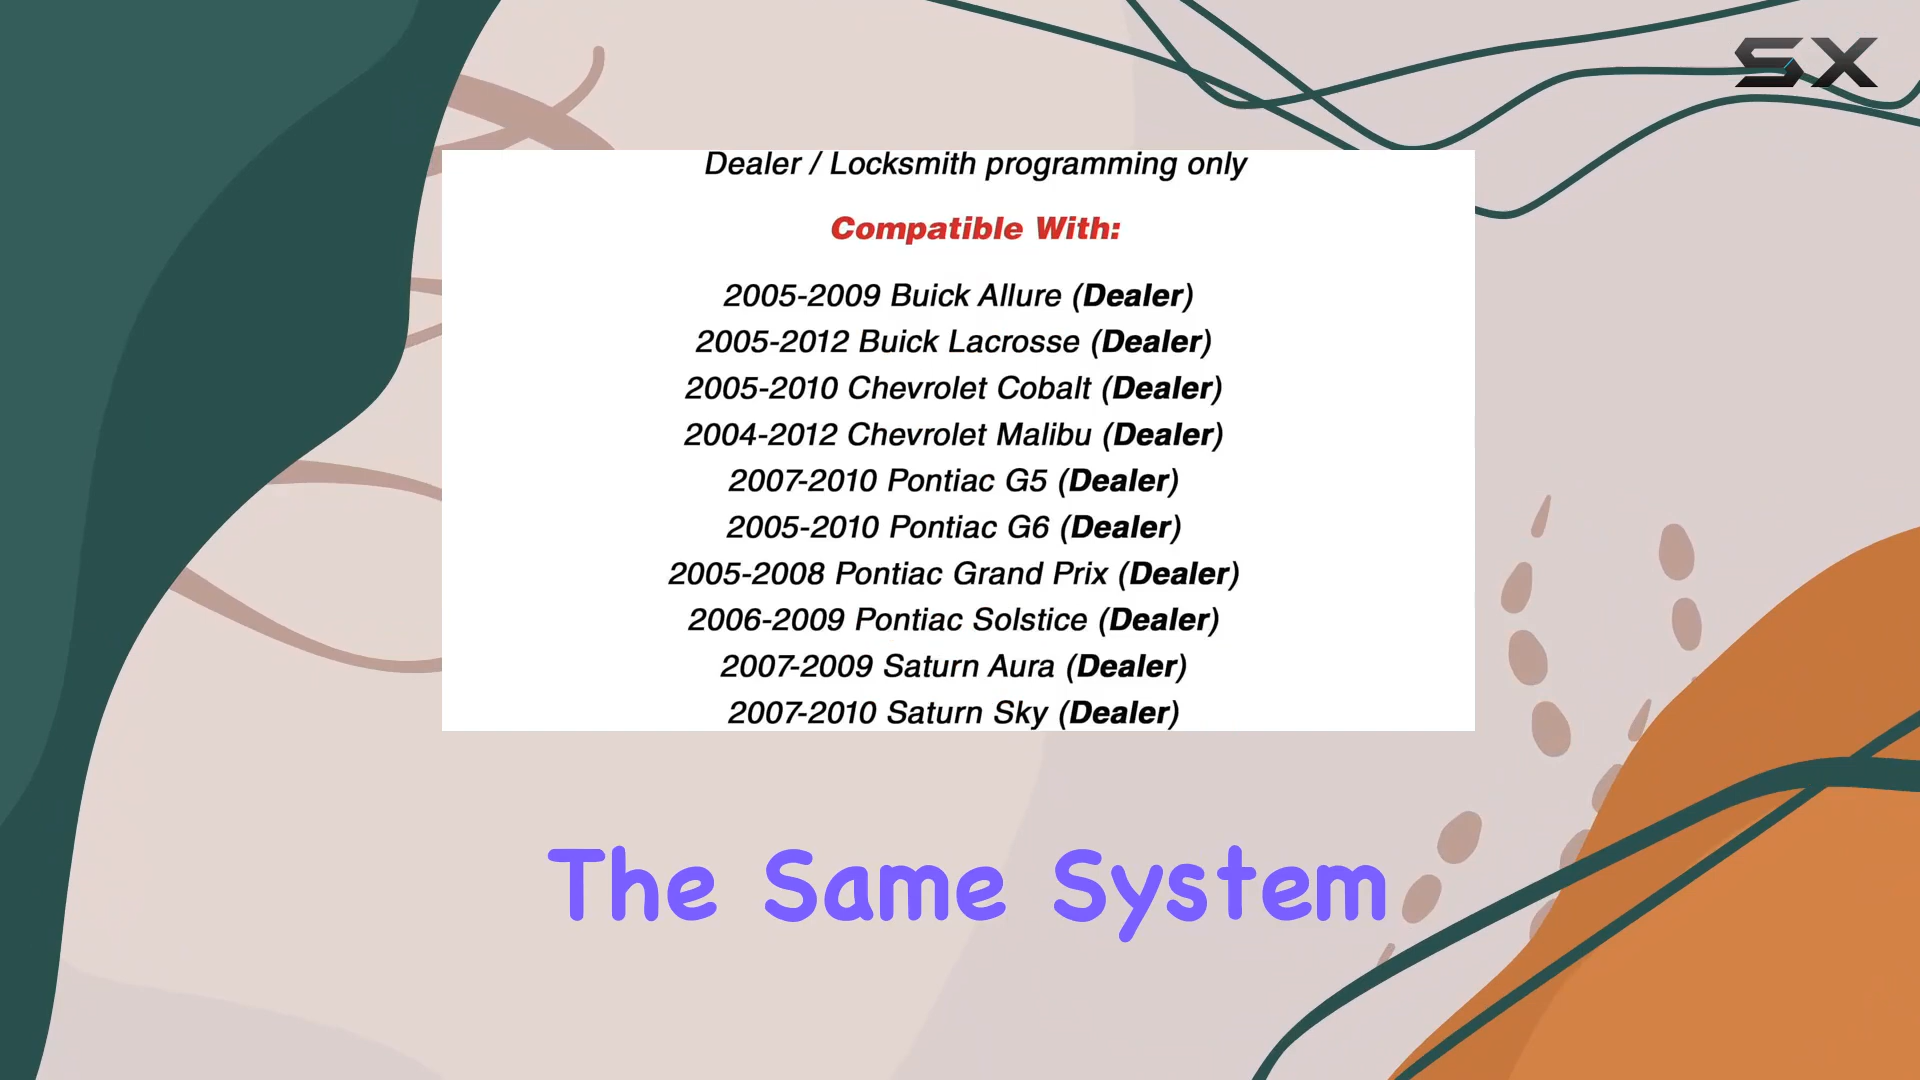 SX
Dealer / Locksmith programming only
Compatible With:
2005-2009 Buick Allure (Dealer)
2005-2012 Buick Lacrosse (Dealer)
2005-2010 Chevrolet Cobalt (Dealer)
2004-2012 Chevrolet Malibu (Dealer)
2007-2010 Pontiac G5 (Dealer)
2005-2010 Pontiac G6 (Dealer)
2005-2008 Pontiac Grand Prix (Dealer)
2006-2009 Pontiac Solstice (Dealer)
2007-2009 Saturn Aura (Dealer)
2007-2010 Saturn Sky (Dealer)
The Same System